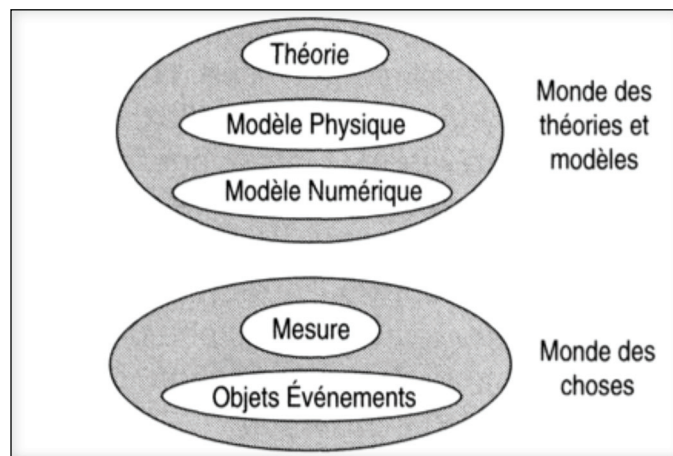 Théorie
Modèle Physique
Modèle Numérique
Monde des
théories et
modèles
Mesure
Objets Événements
Monde des
choses